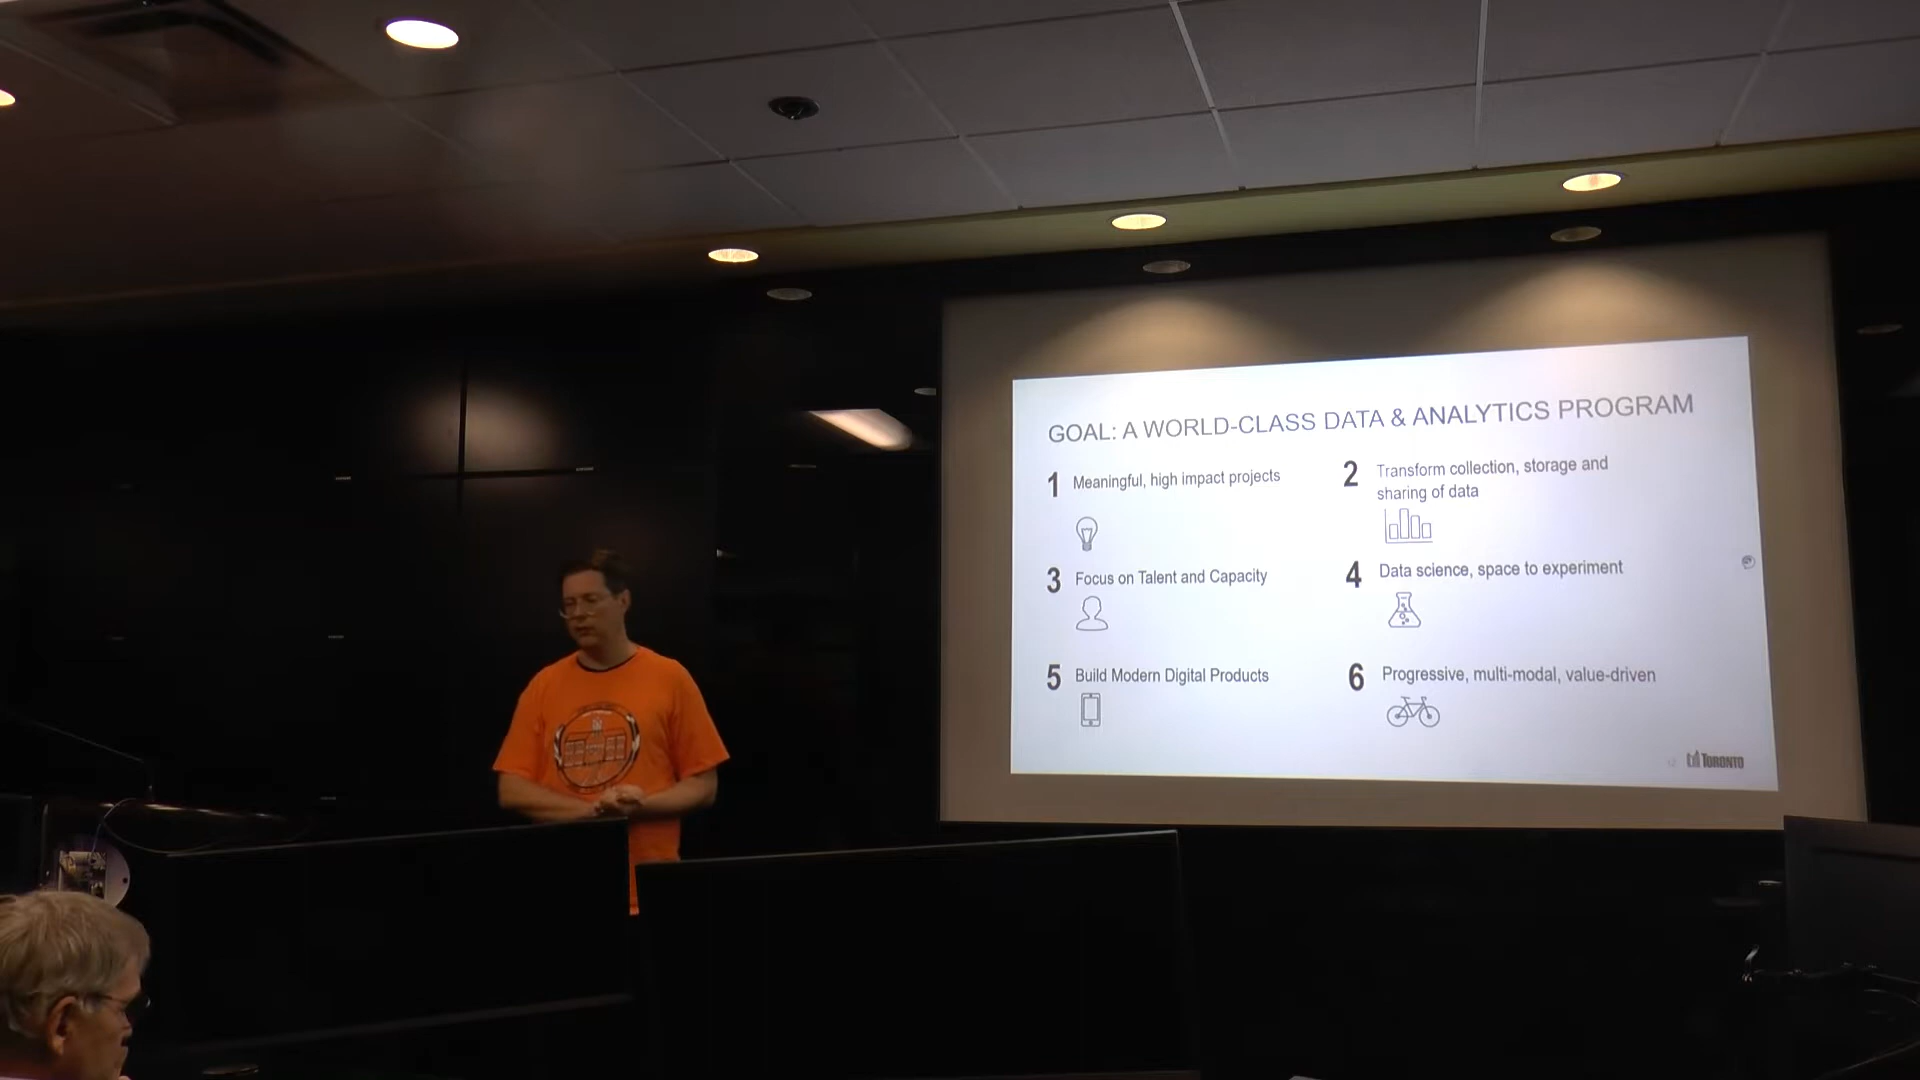 GOAL: A WORLD-CLASS DATA & ANALYTICS PROGRAM
1 Meaningful, high impact projects
2 Transform collection, storage and
sharing of data
3 Focus on Talent and Capacity
4 Data science, space to experiment
5 Build Modern Digital Products
6 Progressive, multi-modal, value-driven
TORONTO